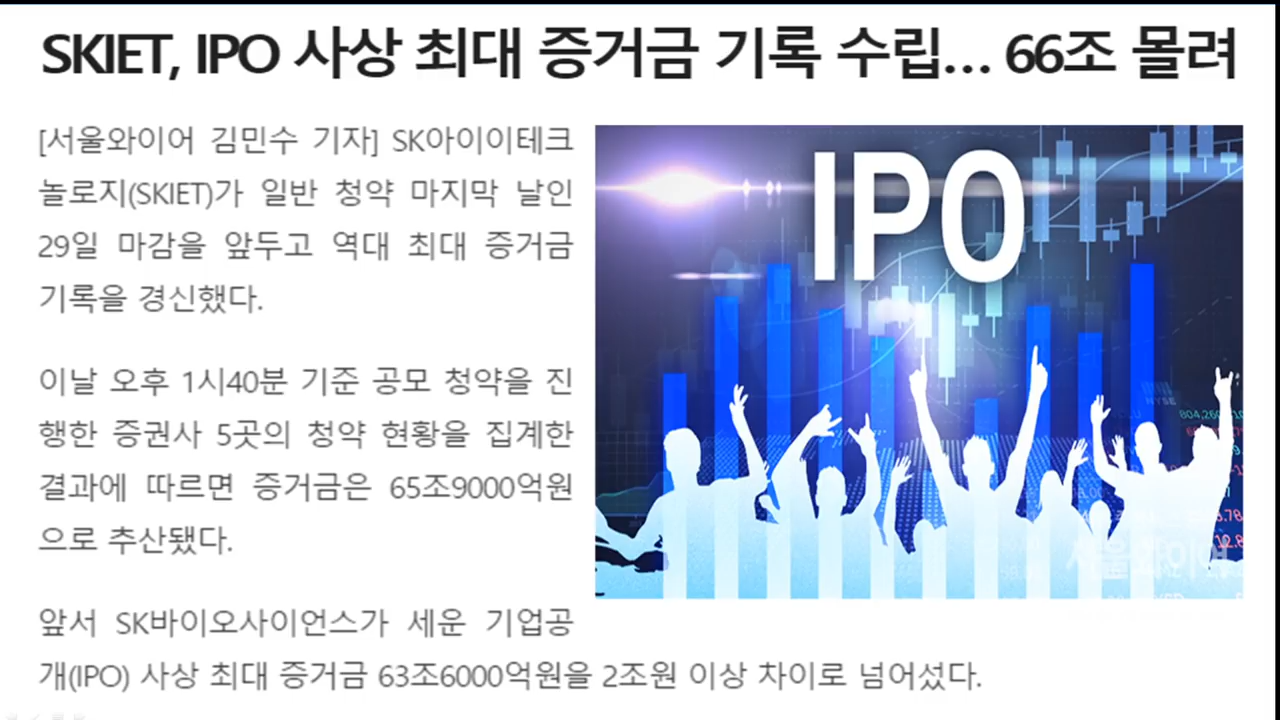 SKIET, IPO 사상 최대 증거금 기록 수립... 66조 몰려
[서울와이어 김민수 기자] SK아이이테크
놀로지(SKIET)가 일반 청약 마지막 날인
29일 마감을 앞두고 역대 최대 증거금
기록을 경신했다.
이날 오후 1시40분 기준 공모 청약을 진
행한 증권사 5곳의 청약 현황을 집계한
결과에 따르면 증거금은 65조9000억원
으로 추산됐다.
앞서 SK바이오사이언스가 세운 기업공
개(IPO) 사상 최대 증거금 63조6000억원을 2조원 이상 차이로 넘어섰다.
IPO
NYSE
서울와이어